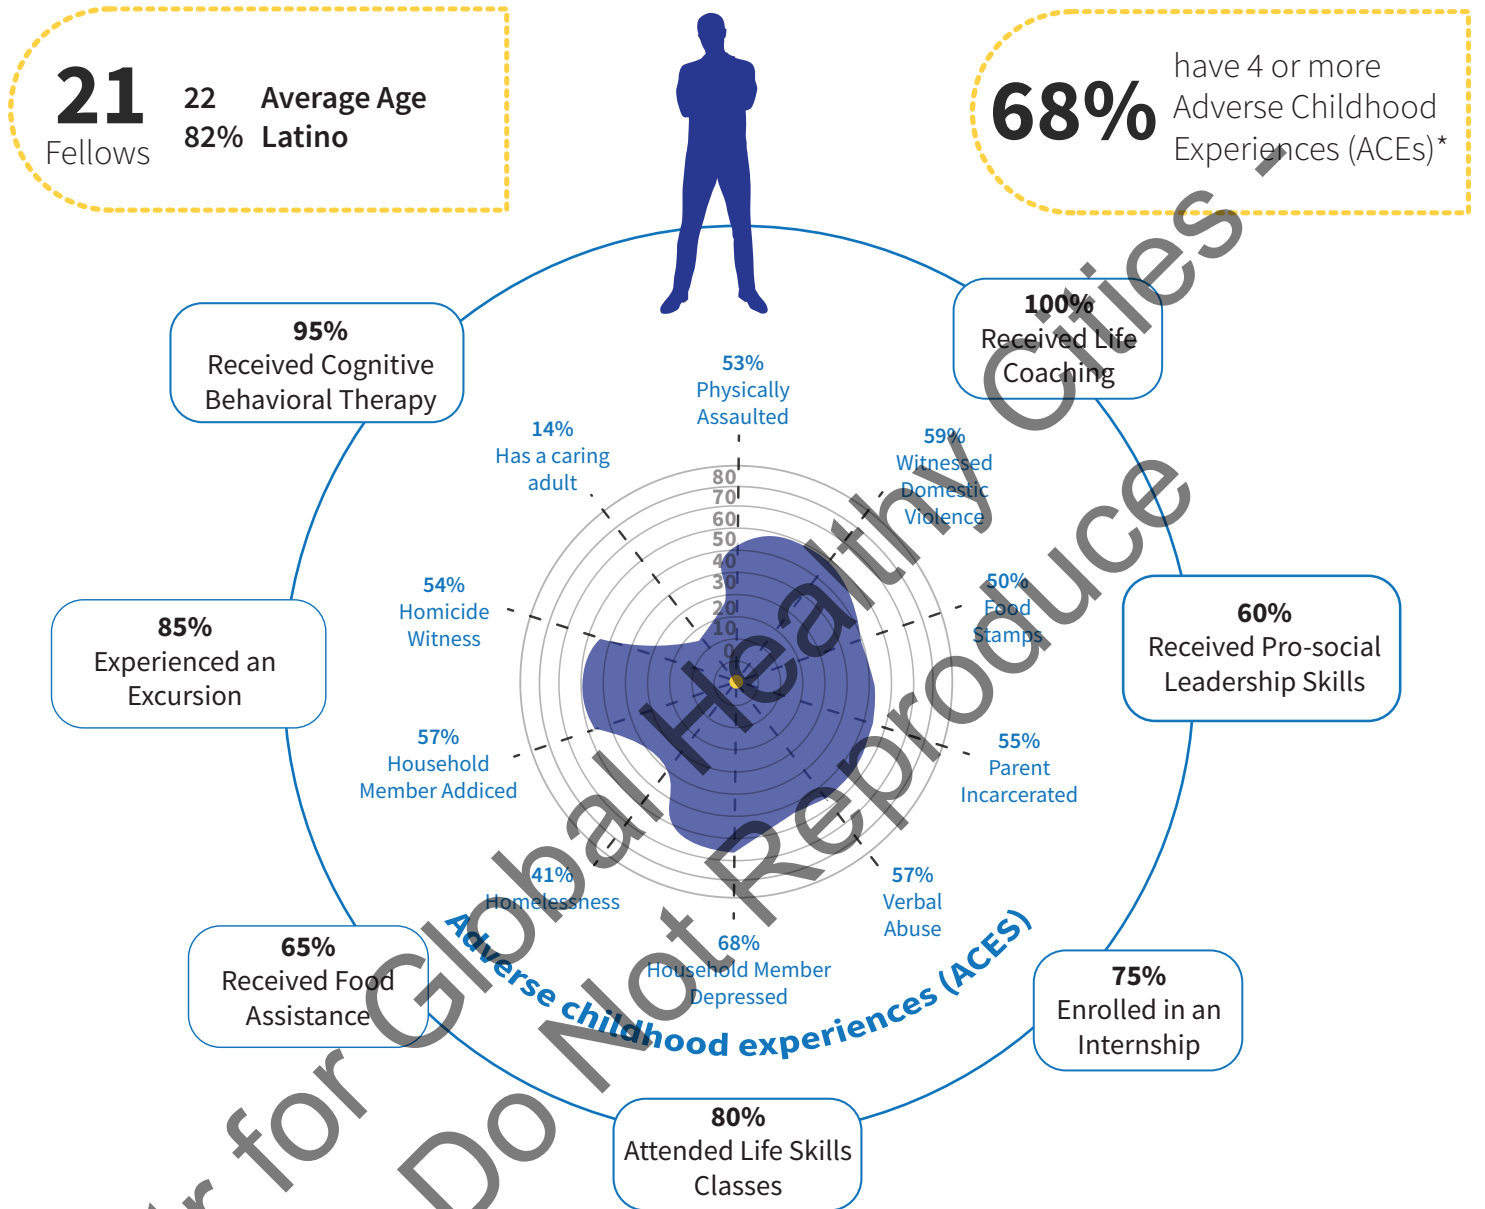 21
Fellows
22 Average Age
82% Latino
68%
have 4 or more
Adverse Childhood
Experiences (ACEs)*
95%
Received Cognitive
Behavioral Therapy
100%
Received Life
Coaching
53%
Physically
Assaulted
14%
Has a caring
adult
59%
Witnessed
Domestic
Violence
80
70
60
50
40
30
20
10
0
54%
Homicide
Witness
50%
Food
Stamps
85%
Experienced an
Excursion
60%
Received Pro-social
Leadership Skills
57%
Household
Member Addiced
55%
Parent
Incarcerated
41%
Homelessness
57%
Verbal
Abuse
68%
Household Member
Depressed
Adverse childhood experiences (ACES)
65%
Received Food
Assistance
75%
Enrolled in an
Internship
80%
Attended Life Skills
Classes
for Global Healthy Cities -
Do Not Reproduce